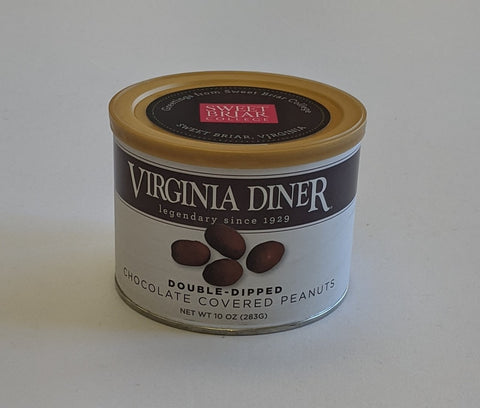 Greetings from Sweet Briar College
SWEET
BRIAR
COLLEGE
SWEET BRIAR, VIRGINIA
VIRGINIA DINER
legendary since 1929
DOUBLE-DIPPED
CHOCOLATE COVERED PEANUTS
NET WT 10 OZ (283G)